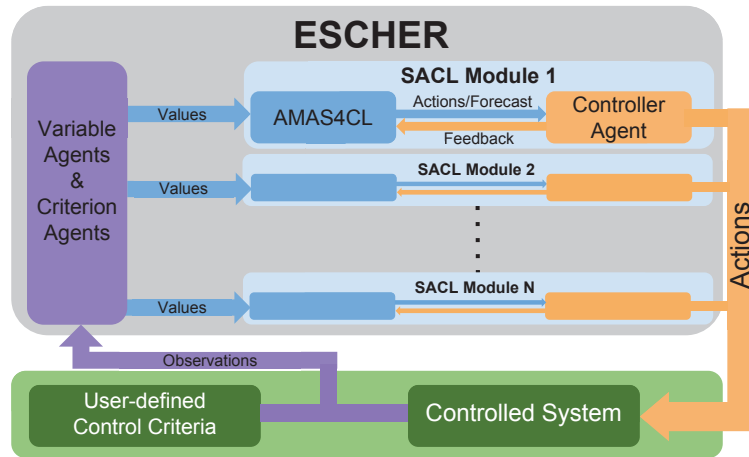 ESCHER
SACL Module 1
Variable
Agents
&
Criterion
Agents
Values
AMAS4CL
Actions/Forecast
Feedback
Controller
Agent
SACL Module 2
Values
SACL Module N
Values
Actions
Observations
User-defined
Control Criteria
Controlled System